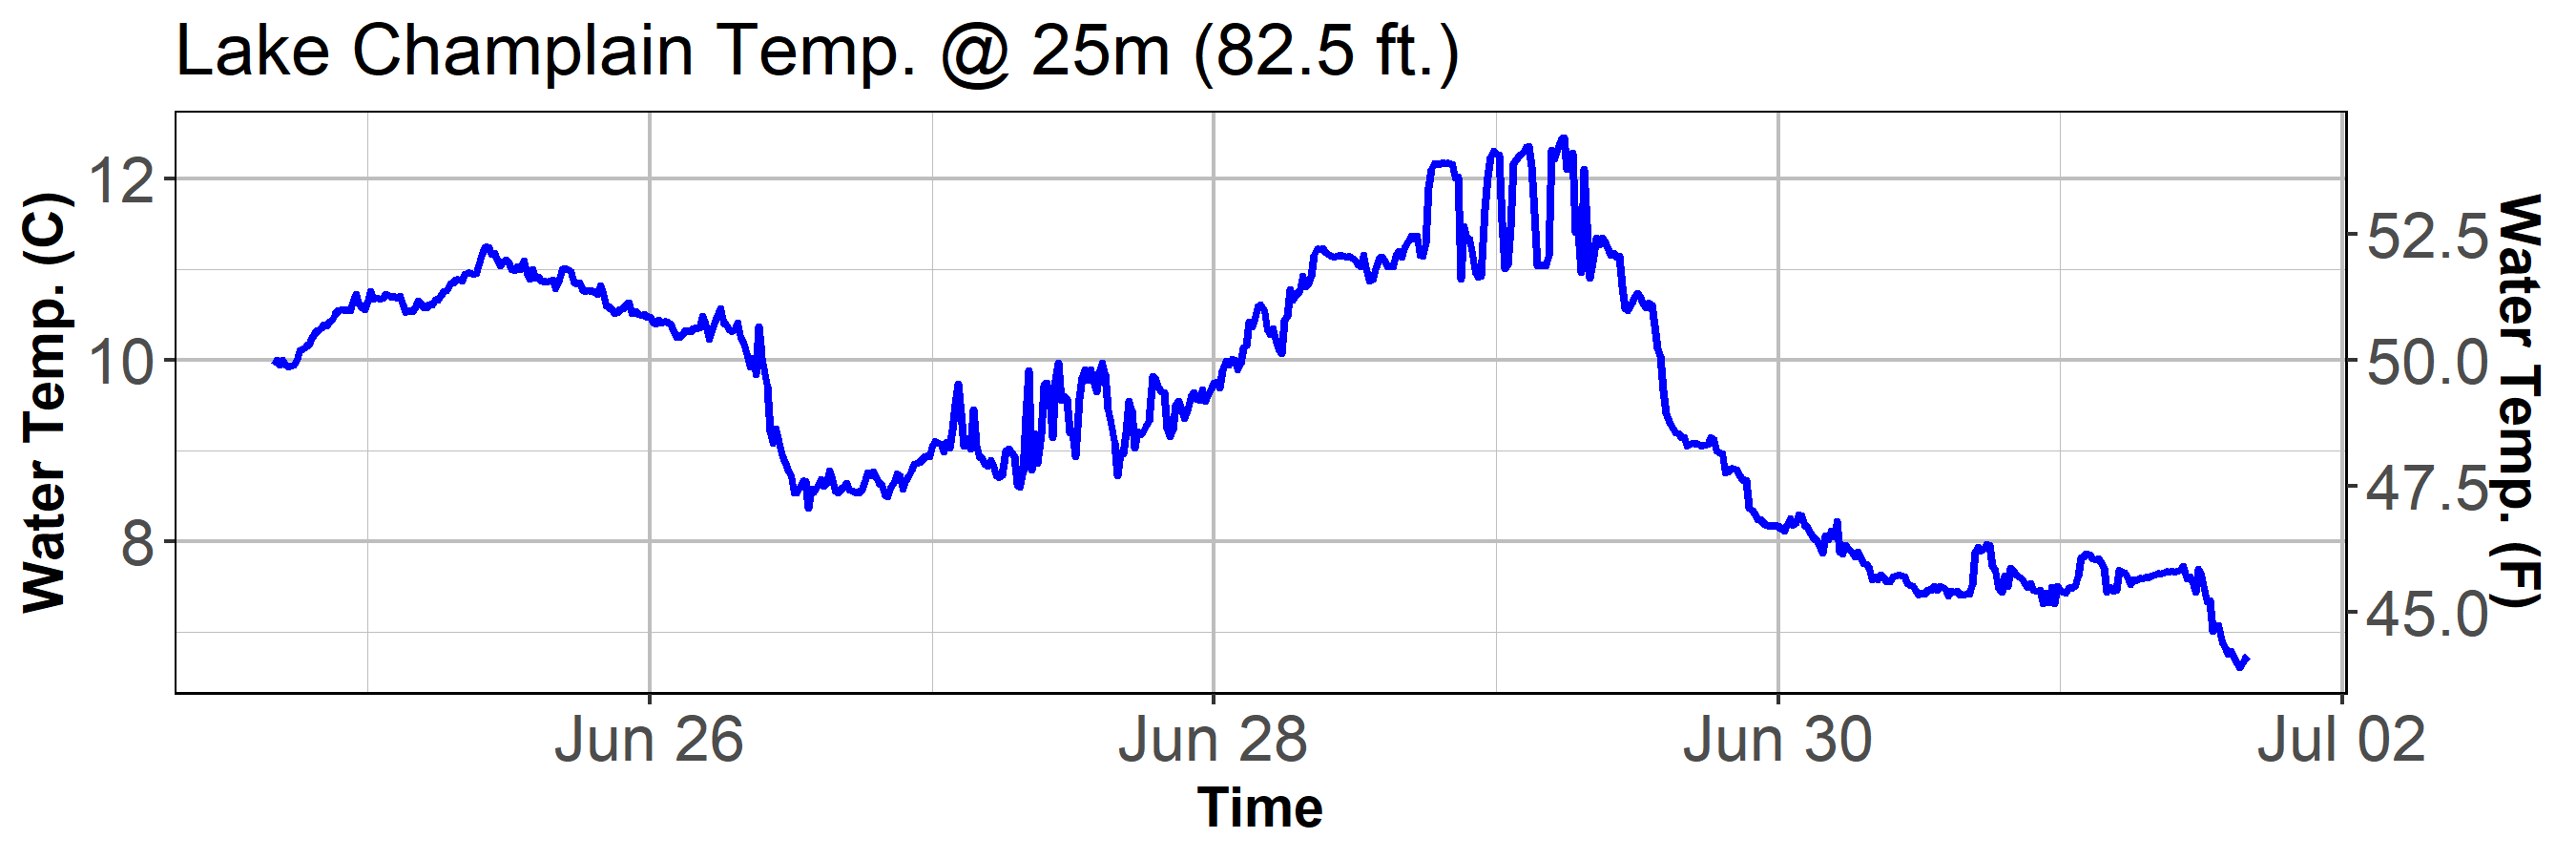 Lake Champlain Temp. @ 25m (82.5 ft.)
Water Temp. (C)
12
10
8
52.5
50.0
47.5
45.0
Water Temp. (F)
Jun 26
Jun 28
Jun 30
Jul 02
Time